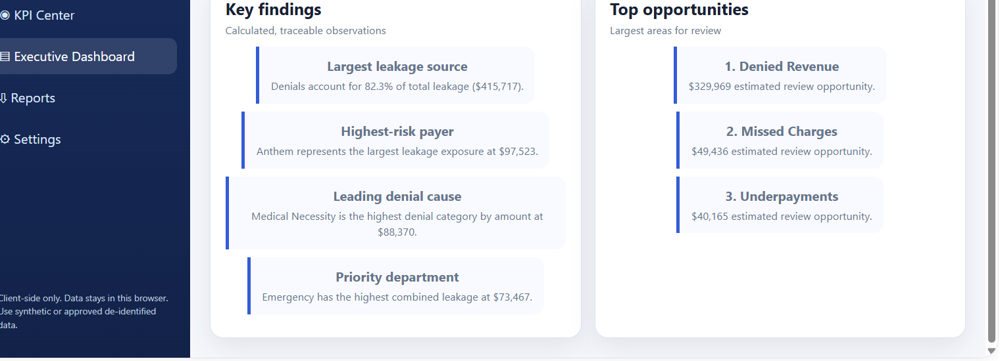 KPI Center
Executive Dashboard
Reports
Settings
Client-side only. Data stays in this browser.
Use synthetic or approved de-identified
data.
Key findings
Calculated, traceable observations
Largest leakage source
Denials account for 82.3% of total leakage ($415,717).
Highest-risk payer
Anthem represents the largest leakage exposure at $97,523.
Leading denial cause
Medical Necessity is the highest denial category by amount at
$88,370.
Priority department
Emergency has the highest combined leakage at $73,467.
Top opportunities
Largest areas for review
1. Denied Revenue
$329,969 estimated review opportunity.
2. Missed Charges
$49,436 estimated review opportunity.
3. Underpayments
$40,165 estimated review opportunity.